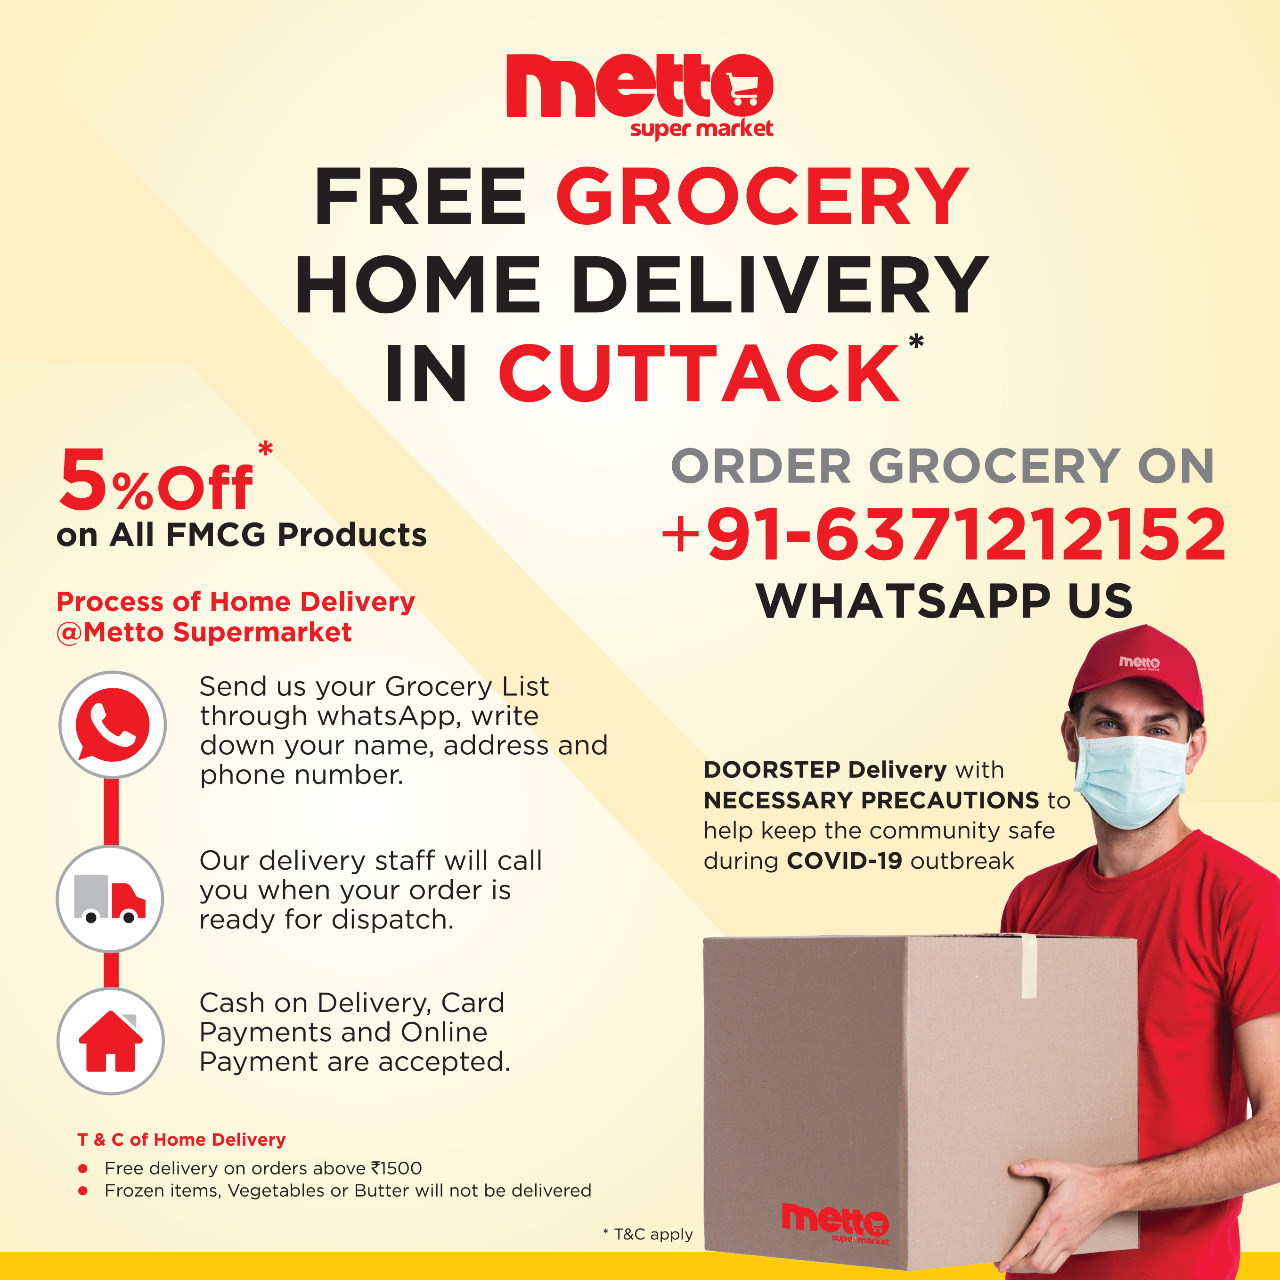 metto
super market
FREE GROCERY
HOME DELIVERY
IN CUTTACK*
5%Off*
on All FMCG Products
ORDER GROCERY ON
+91-6371212152
WHATSAPP US
Process of Home Delivery
@Metto Supermarket
Send us your Grocery List
through whatsApp, write
down your name, address and
phone number.
Our delivery staff will call
you when your order is
ready for dispatch.
Cash on Delivery, Card
Payments and Online
Payment are accepted.
T & C of Home Delivery
Free delivery on orders above ₹1500
Frozen items, Vegetables or Butter will not be delivered
* T&C apply
metto
super market
DOORSTEP Delivery with
NECESSARY PRECAUTIONS to
help keep the community safe
during COVID-19 outbreak
metto
super market